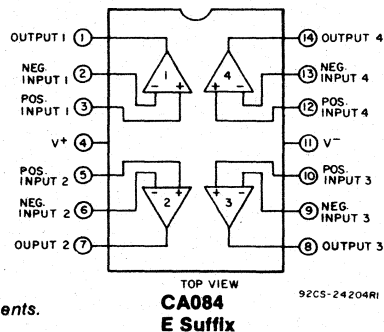 OUTPUT 1 1
14 OUTPUT 4
NEG.
INPUT 1 2
13 NEG.
INPUT 4
1
4
- +
+ -
POS.
INPUT 1 3
12 POS.
INPUT 4
V+ 4
11 V-
POS.
INPUT 2 5
10 POS.
INPUT 3
- +
+ -
NEG.
INPUT 2 6
9 NEG.
INPUT 3
2
3
OUPUT 2 7
8 OUTPUT 3
TOP VIEW
92CS-24204R1
ents.
CA084
E Suffix